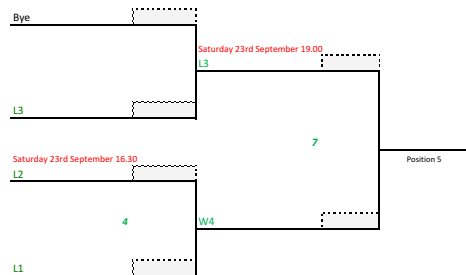 Bye
Saturday 23rd September 19.00
L3
L3
7
Saturday 23rd September 16.30
Position 5
L2
4
W4
L1